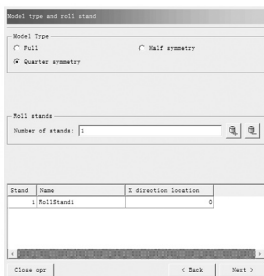 Model type and roll stand
Model Type
Full
Half symmetry
Quarter symmetry
Roll stands
Number of stands: 1
Stand Name X direction location
1 RollStand1 0
Close opr < Back Next >